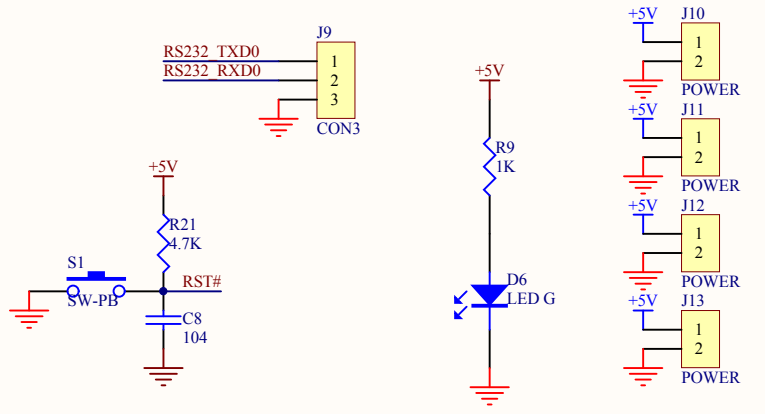 J9
RS232_TXD0
RS232_RXD0
1
2
3
CON3
+5V
R21
4.7K
S1
SW-PB
RST#
C8
104
+5V
R9
1K
D6
LED G
+5V
J10
1
2
POWER
+5V
J11
1
2
POWER
+5V
J12
1
2
POWER
+5V
J13
1
2
POWER